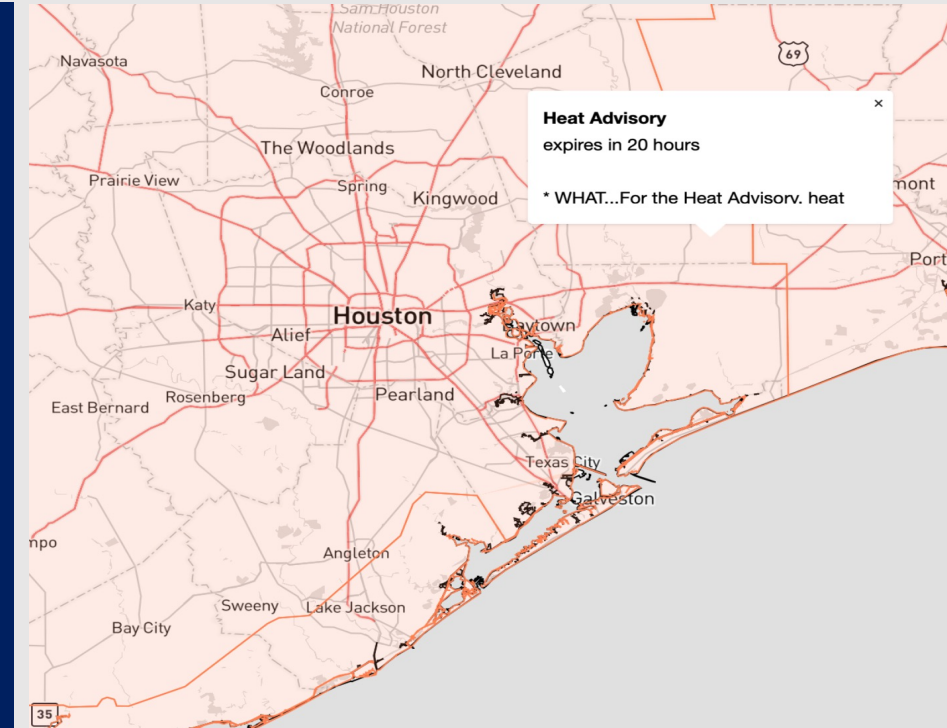 Sam Houston
National Forest
Navasota
69
North Cleveland
Conroe
×
Heat Advisory
expires in 20 hours
The Woodlands
Prairie View
Spring
Kingwood
* WHAT...For the Heat Advisory. heat
mont
Port
Katy
Houston
Baytown
Alief
La Porte
Sugar Land
Rosenberg
Pearland
East Bernard
Texas City
Galveston
mpo
Angleton
Sweeny
Lake Jackson
Bay City
35